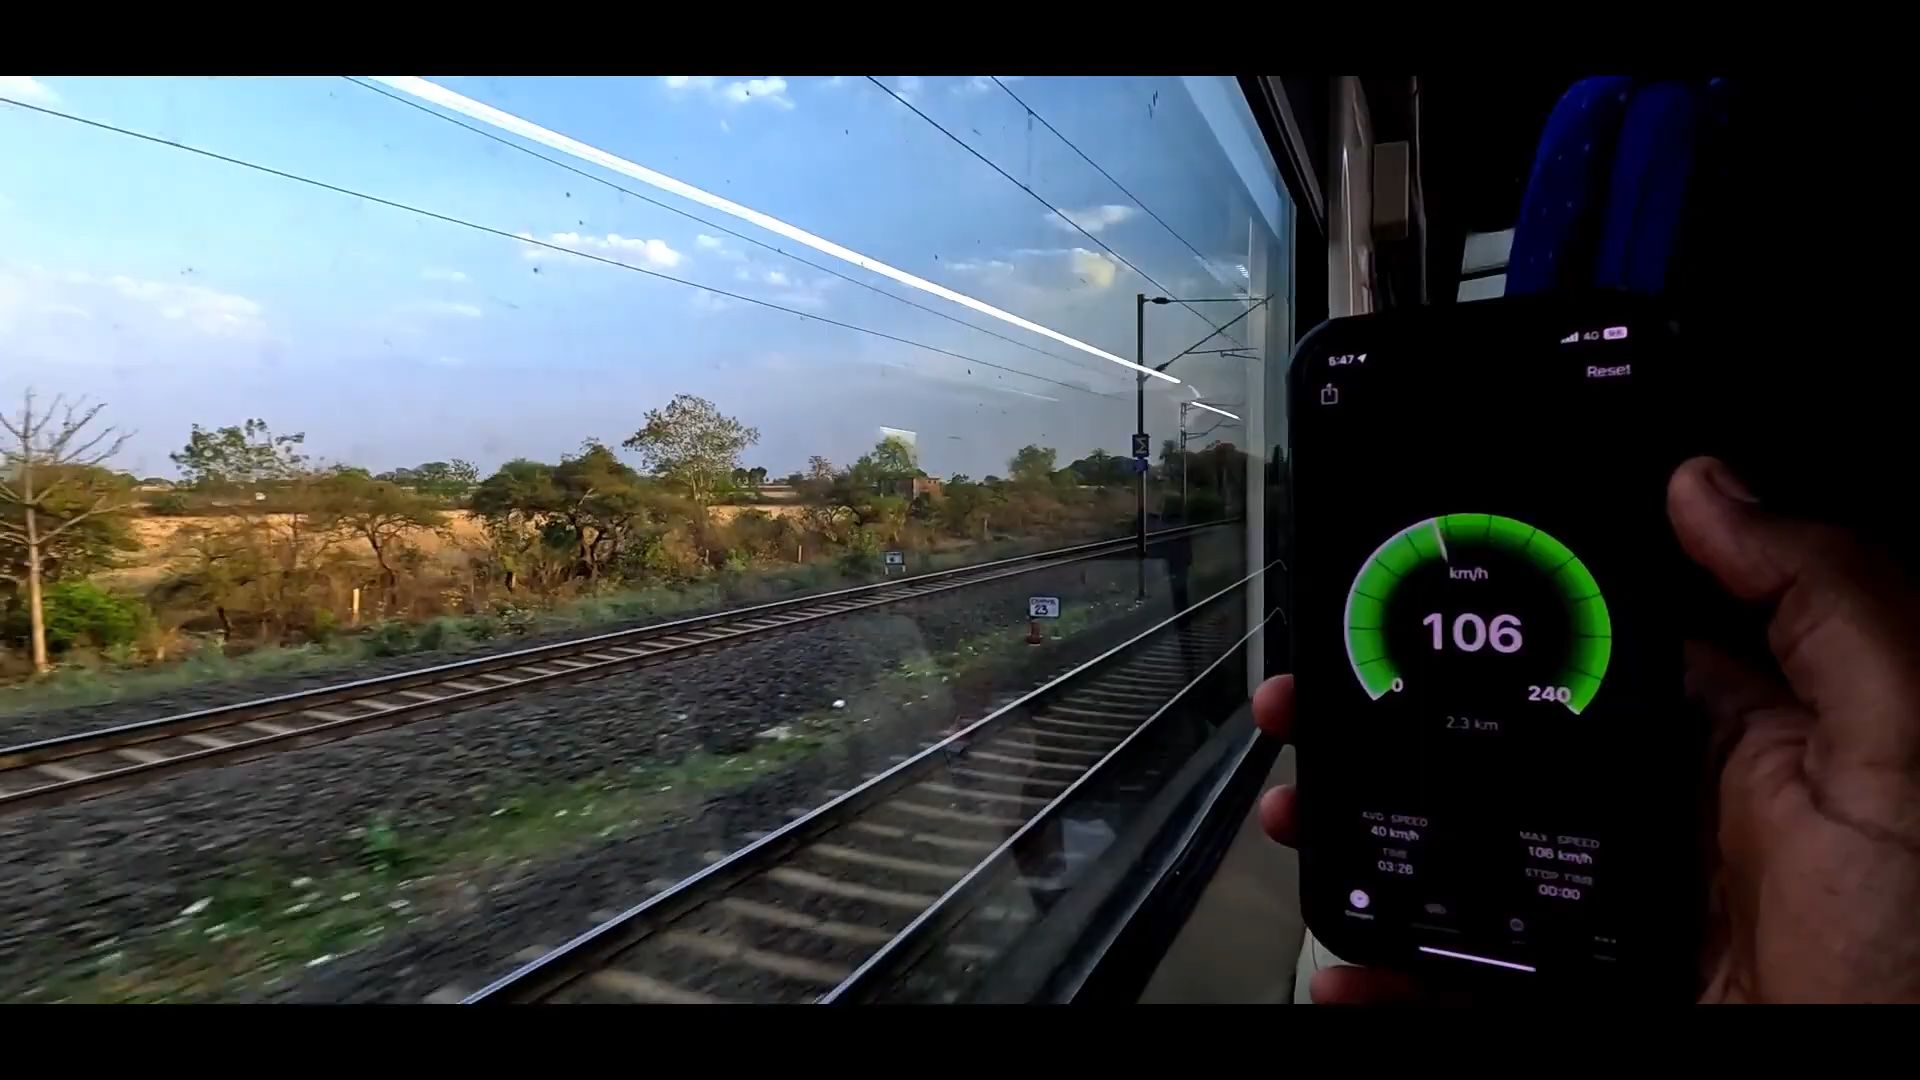 5:47
4G
Reset
km/h
106
0
240
2.3 km
AVG SPEED
40 km/h
TIME
03:26
MAX SPEED
106 km/h
STOP TIME
00:00
23